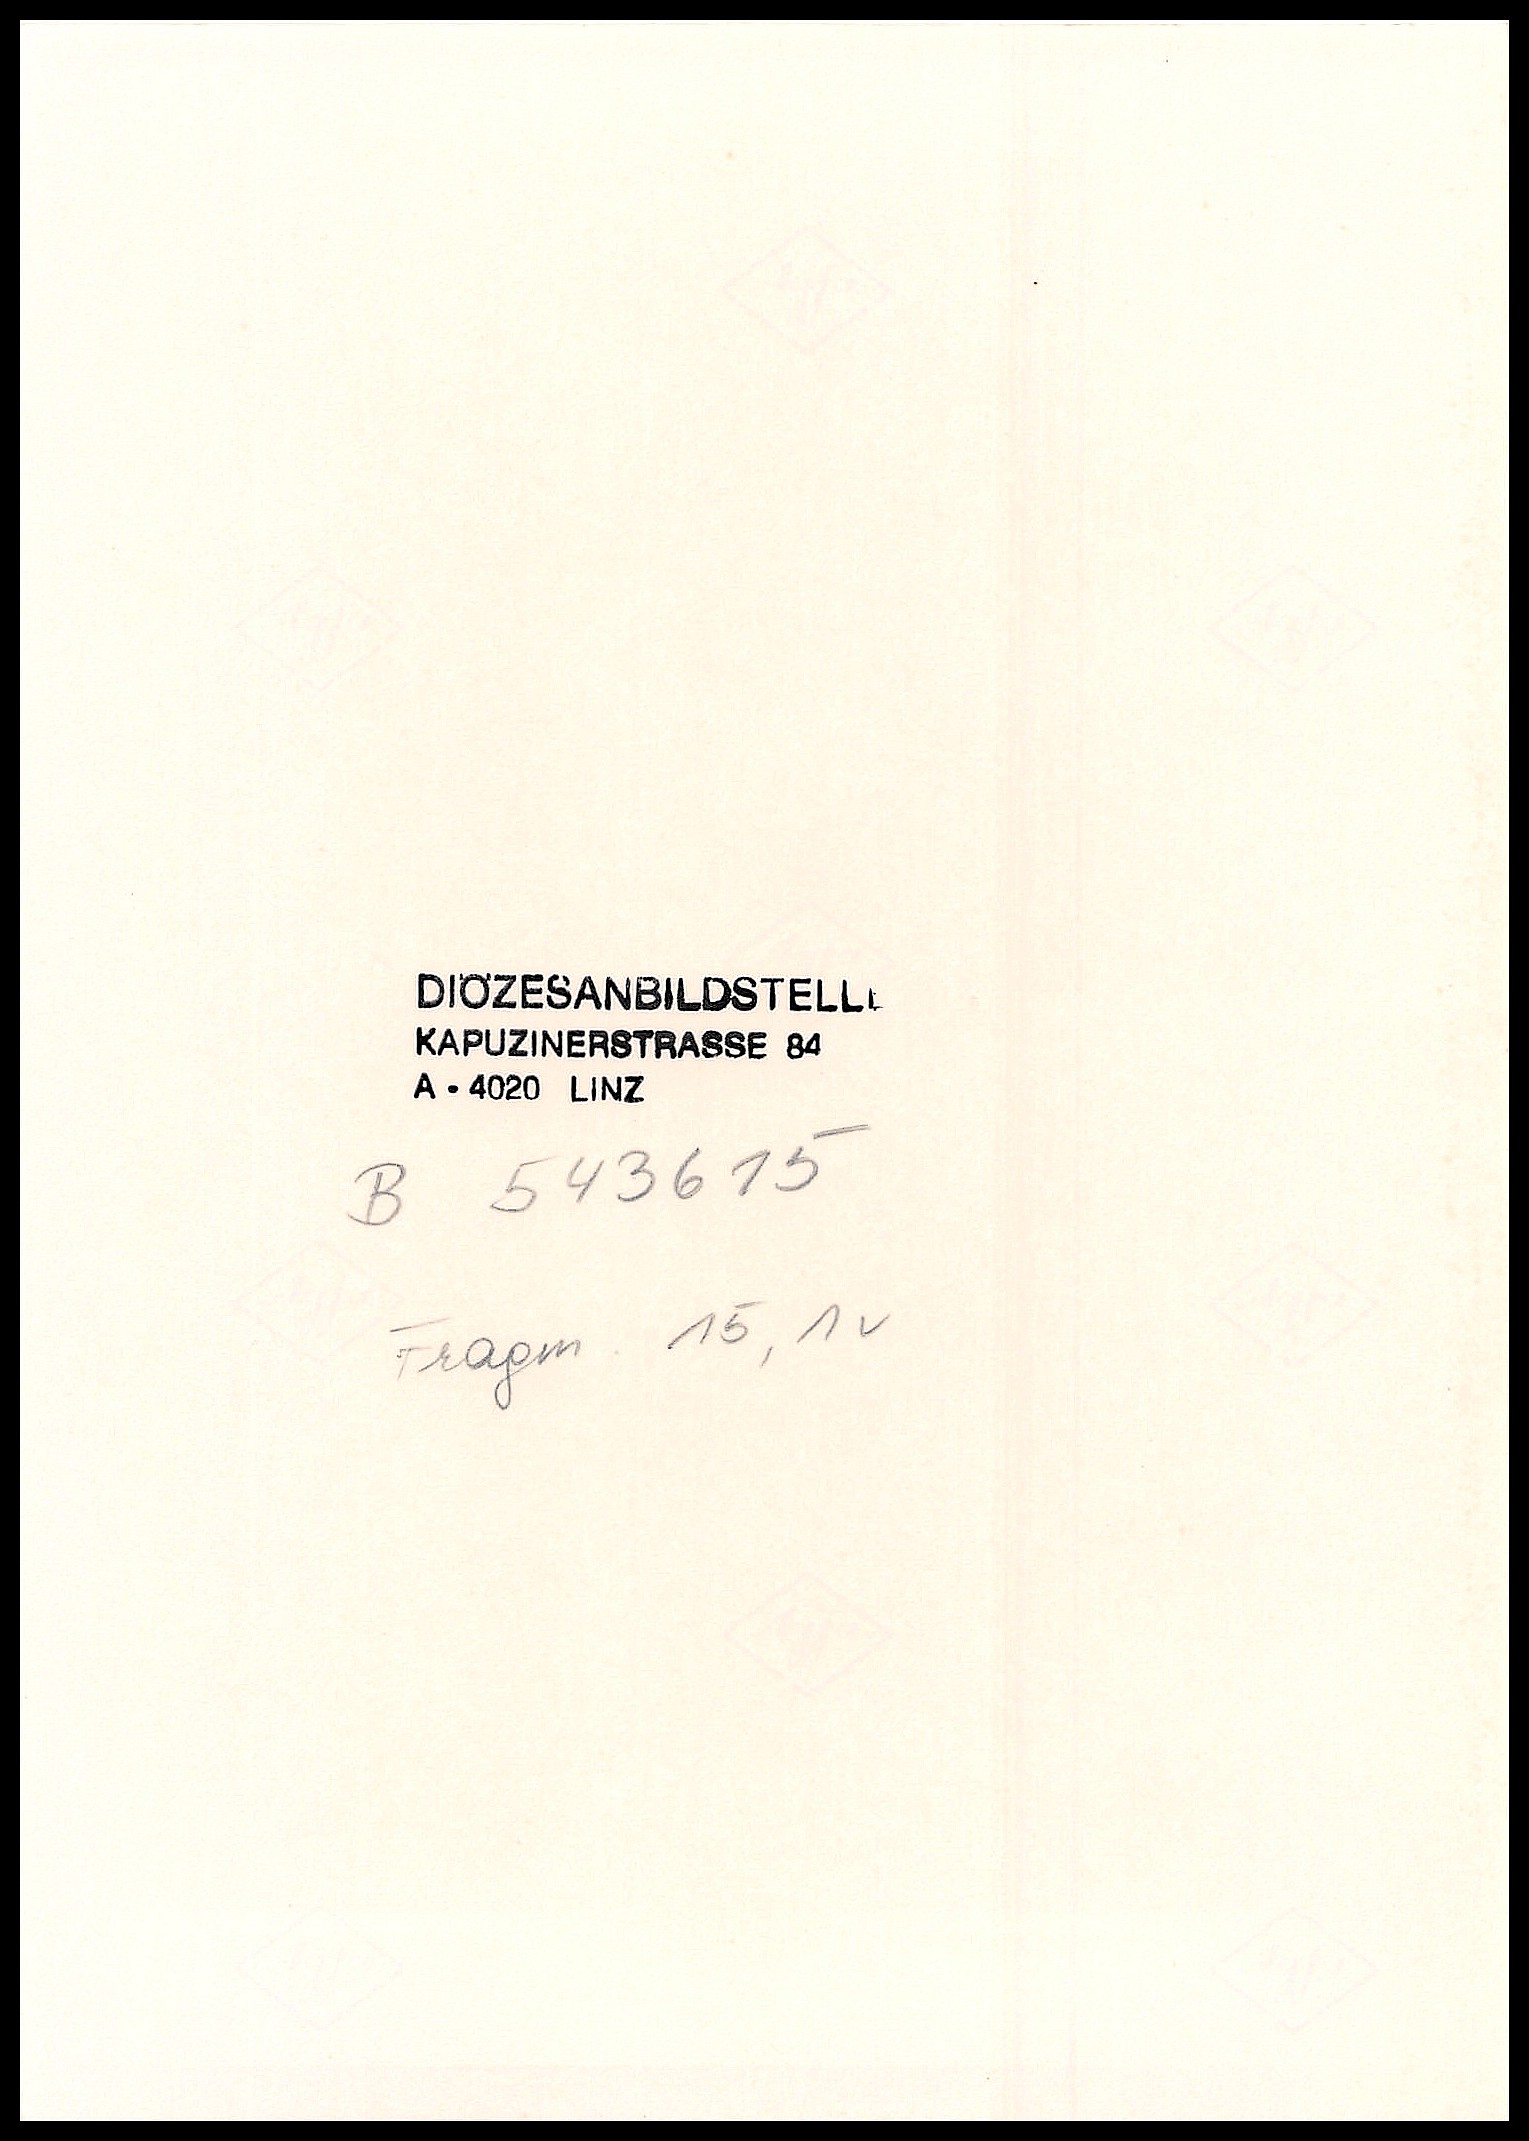 DIÖZESANBILDSTELLE
KAPUZINERSTRASSE 84
A - 4020 LINZ
B 543615
Fragm. 15, 1v